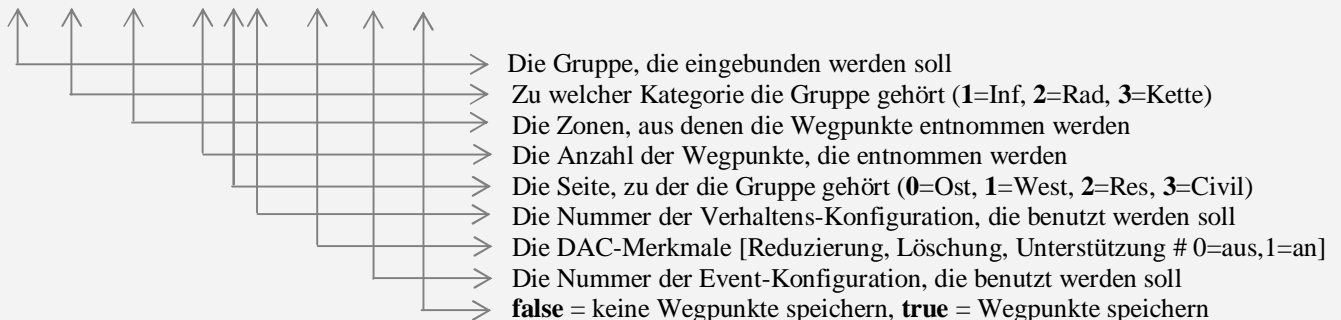 Die Gruppe, die eingebunden werden soll
Zu welcher Kategorie die Gruppe gehört (1=Inf, 2=Rad, 3=Kette)
Die Zonen, aus denen die Wegpunkte entnommen werden
Die Anzahl der Wegpunkte, die entnommen werden
Die Seite, zu der die Gruppe gehört (0=Ost, 1=West, 2=Res, 3=Civil)
Die Nummer der Verhaltens-Konfiguration, die benutzt werden soll
Die DAC-Merkmale [Reduzierung, Löschung, Unterstützung # 0=aus,1=an]
Die Nummer der Event-Konfiguration, die benutzt werden soll
false = keine Wegpunkte speichern, true = Wegpunkte speichern